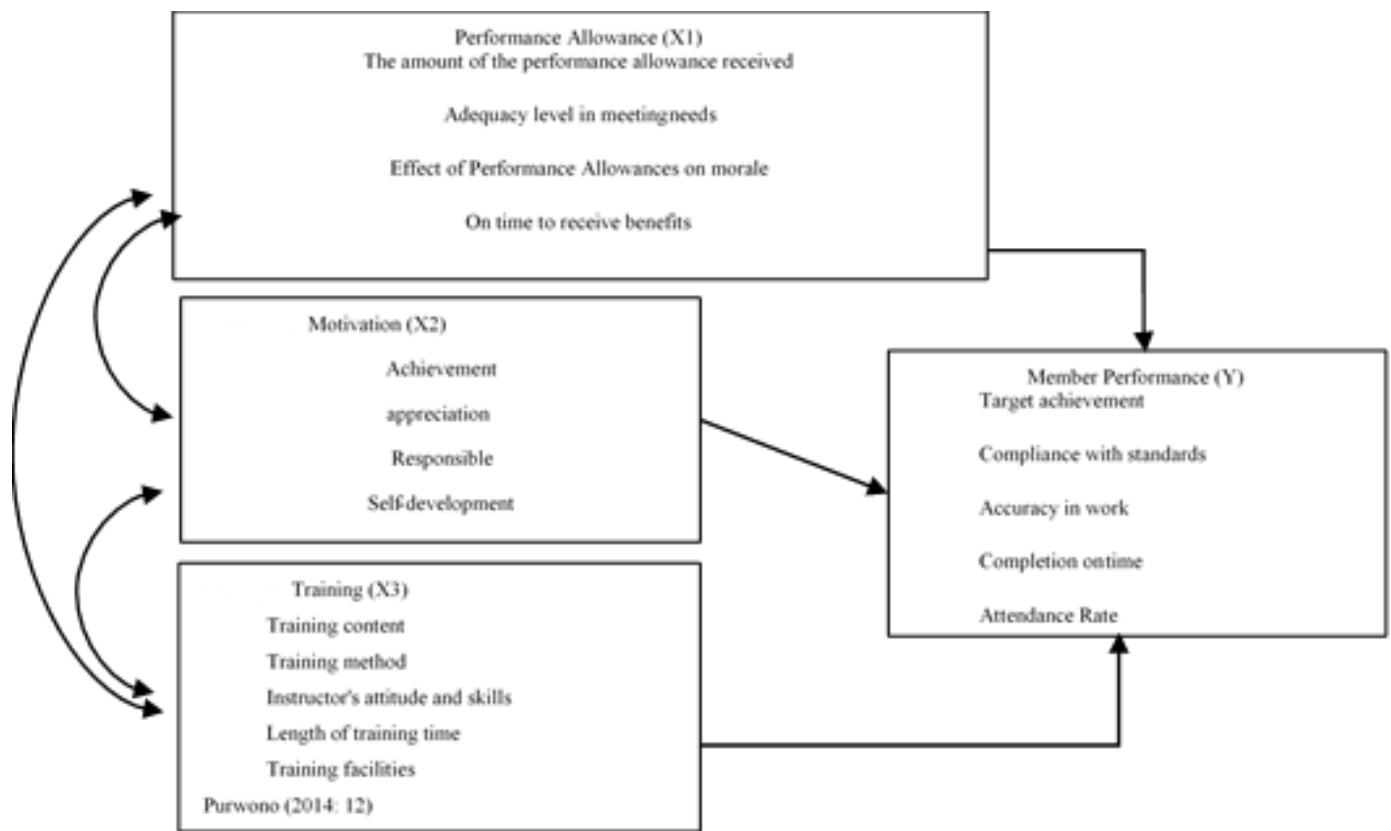 Performance Allowance (X1)
The amount of the performance allowance received
Adequacy level in meetingneeds
Effect of Performance Allowances on morale
On time to receive benefits
Motivation (X2)
Achievement
appreciation
Responsible
Self-development
Training (X3)
Training content
Training method
Instructor's attitude and skills
Length of training time
Training facilities
Purwono (2014: 12)
Member Performance (Y)
Target achievement
Compliance with standards
Accuracy in work
Completion ontime
Attendance Rate